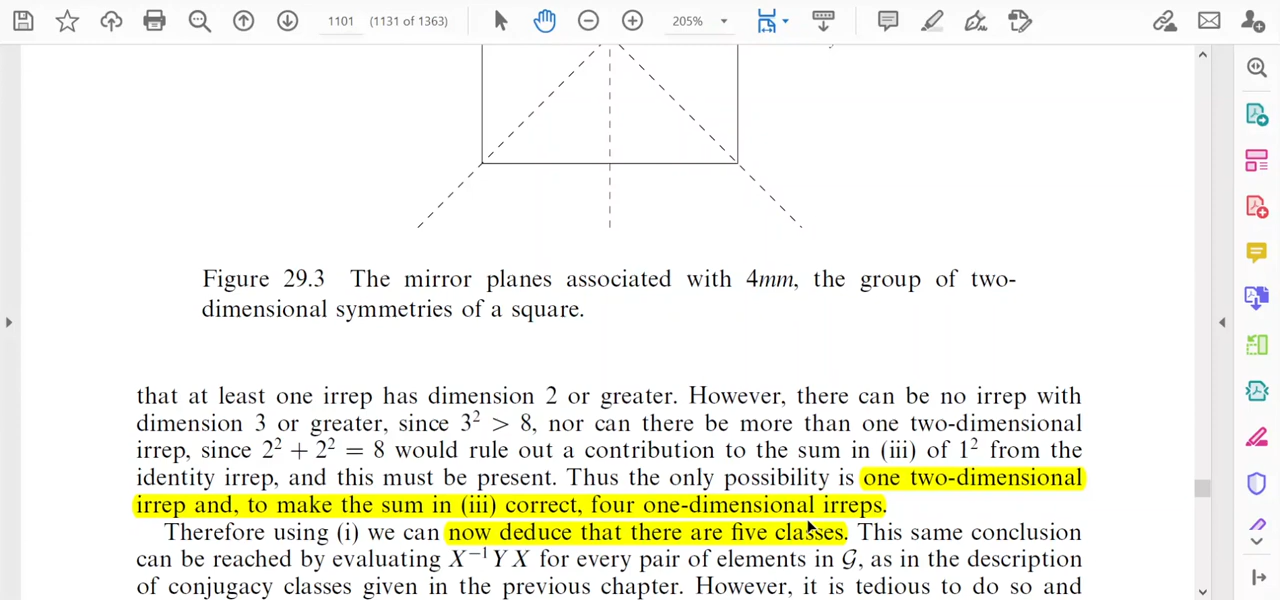 1101 (1131 of 1363) 205%
Figure 29.3 The mirror planes associated with 4mm, the group of two-
dimensional symmetries of a square.
that at least one irrep has dimension 2 or greater. However, there can be no irrep with
dimension 3 or greater, since 3² > 8, nor can there be more than one two-dimensional
irrep, since 2² + 2² = 8 would rule out a contribution to the sum in (iii) of 1² from the
identity irrep, and this must be present. Thus the only possibility is one two-dimensional
irrep and, to make the sum in (iii) correct, four one-dimensional irreps.
Therefore using (i) we can now deduce that there are five classes. This same conclusion
can be reached by evaluating X⁻¹Y X for every pair of elements in 𝒢, as in the description
of conjugacy classes given in the previous chapter. However, it is tedious to do so and